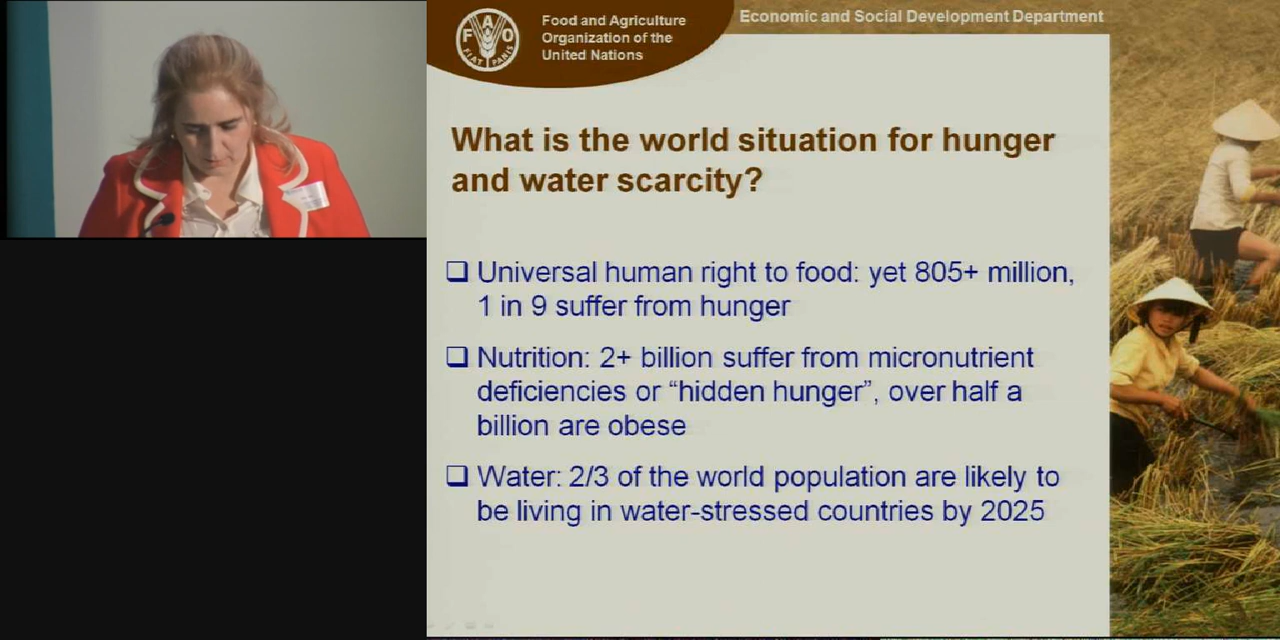 F A O
FIAT PANIS
Food and Agriculture
Organization of the
United Nations
Economic and Social Development Department
What is the world situation for hunger
and water scarcity?
Universal human right to food: yet 805+ million,
1 in 9 suffer from hunger
Nutrition: 2+ billion suffer from micronutrient
deficiencies or “hidden hunger”, over half a
billion are obese
Water: 2/3 of the world population are likely to
be living in water-stressed countries by 2025